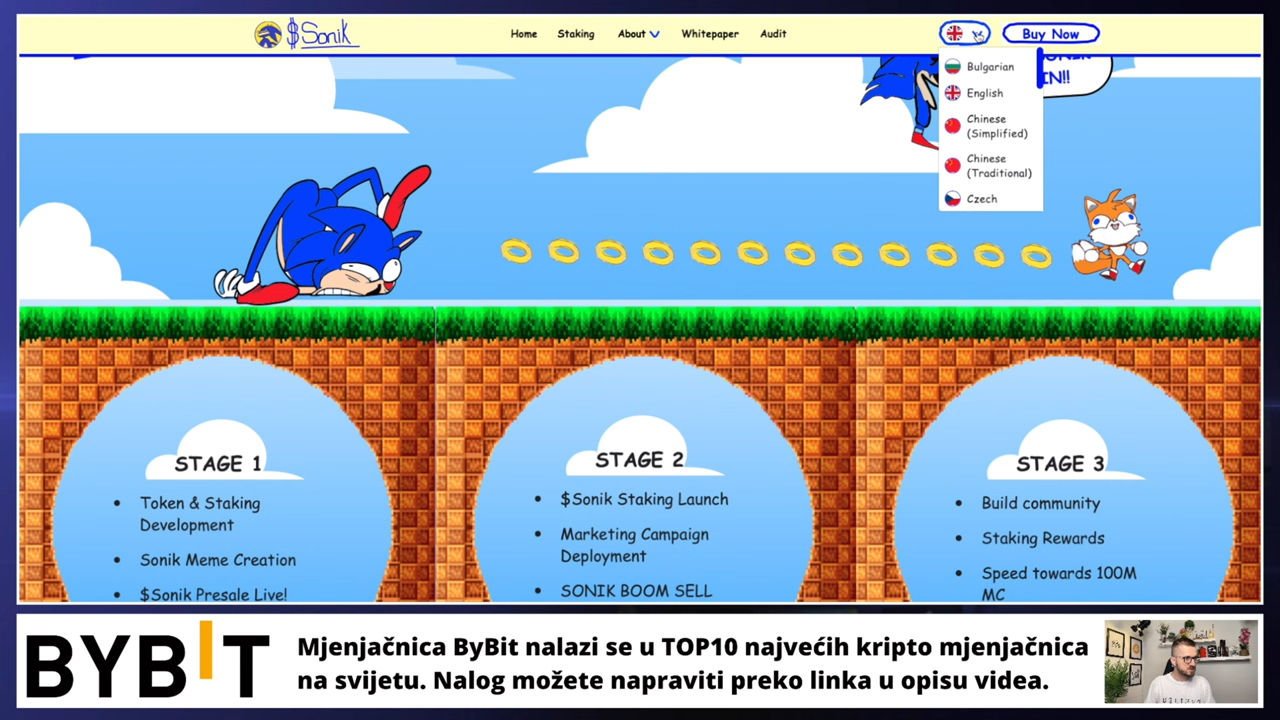 $Sonik
Home
Staking
About
Whitepaper
Audit
Buy Now
IN!!
Bulgarian
English
Chinese
(Simplified)
Chinese
(Traditional)
Czech
STAGE 1
Token & Staking
Development
Sonik Meme Creation
$Sonik Presale Live!
STAGE 2
$Sonik Staking Launch
Marketing Campaign
Deployment
SONIK BOOM SELL
STAGE 3
Build community
Staking Rewards
Speed towards 100M
MC
BYBIT
Mjenjačnica ByBit nalazi se u TOP10 najvećih kripto mjenjačnica
na svijetu. Nalog možete napraviti preko linka u opisu videa.